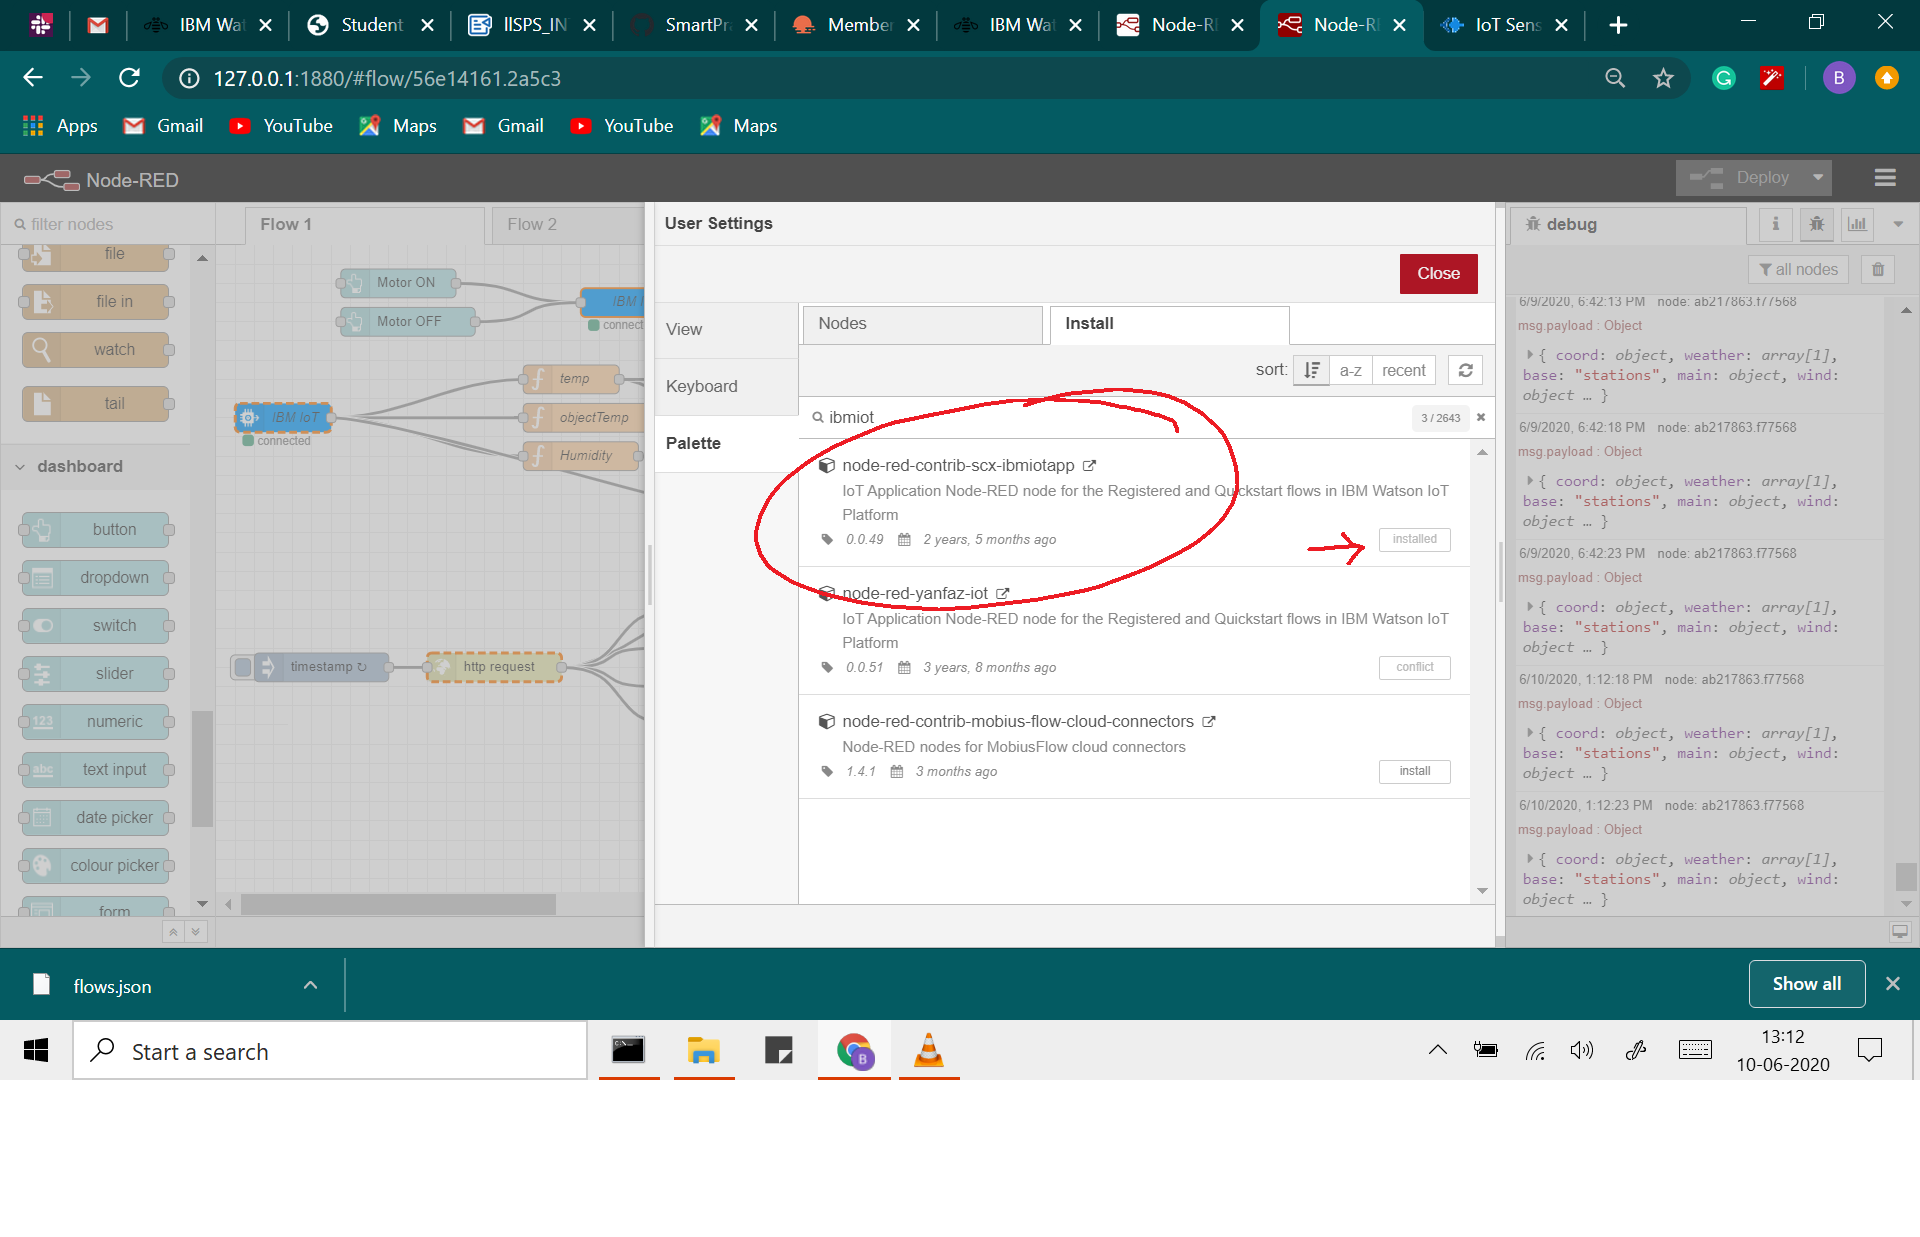 IBM Wat
Student
IISPS_IN
SmartPra
Member
IBM Wat
Node-RE
Node-RE
IoT Sens
127.0.0.1:1880/#flow/56e14161.2a5c3
B
Apps
Gmail
YouTube
Maps
Gmail
YouTube
Maps
Node-RED
Deploy
filter nodes
file
file in
watch
tail
dashboard
button
dropdown
switch
slider
numeric
text input
date picker
colour picker
form
Flow 1
Flow 2
Motor ON
Motor OFF
IBM I
connect
IBM IoT
connected
temp
objectTemp
Humidity
timestamp ↻
http request
User Settings
Close
View
Keyboard
Palette
Nodes
Install
sort:
a-z
recent
ibmiot
3 / 2643
node-red-contrib-scx-ibmiotapp
IoT Application Node-RED node for the Registered and Quickstart flows in IBM Watson IoT
Platform
0.0.49 2 years, 5 months ago
installed
node-red-yanfaz-iot
IoT Application Node-RED node for the Registered and Quickstart flows in IBM Watson IoT
Platform
0.0.51 3 years, 8 months ago
conflict
node-red-contrib-mobius-flow-cloud-connectors
Node-RED nodes for MobiusFlow cloud connectors
1.4.1 3 months ago
install
debug
i
all nodes
6/9/2020, 6:42:13 PM node: ab217863.f77568
msg.payload : Object
{ coord: object, weather: array[1],
base: "stations", main: object, wind:
object … }
6/9/2020, 6:42:18 PM node: ab217863.f77568
msg.payload : Object
{ coord: object, weather: array[1],
base: "stations", main: object, wind:
object … }
6/9/2020, 6:42:23 PM node: ab217863.f77568
msg.payload : Object
{ coord: object, weather: array[1],
base: "stations", main: object, wind:
object … }
6/10/2020, 1:12:18 PM node: ab217863.f77568
msg.payload : Object
{ coord: object, weather: array[1],
base: "stations", main: object, wind:
object … }
6/10/2020, 1:12:23 PM node: ab217863.f77568
msg.payload : Object
{ coord: object, weather: array[1],
base: "stations", main: object, wind:
object … }
flows.json
Show all
Start a search
B
13:12
10-06-2020